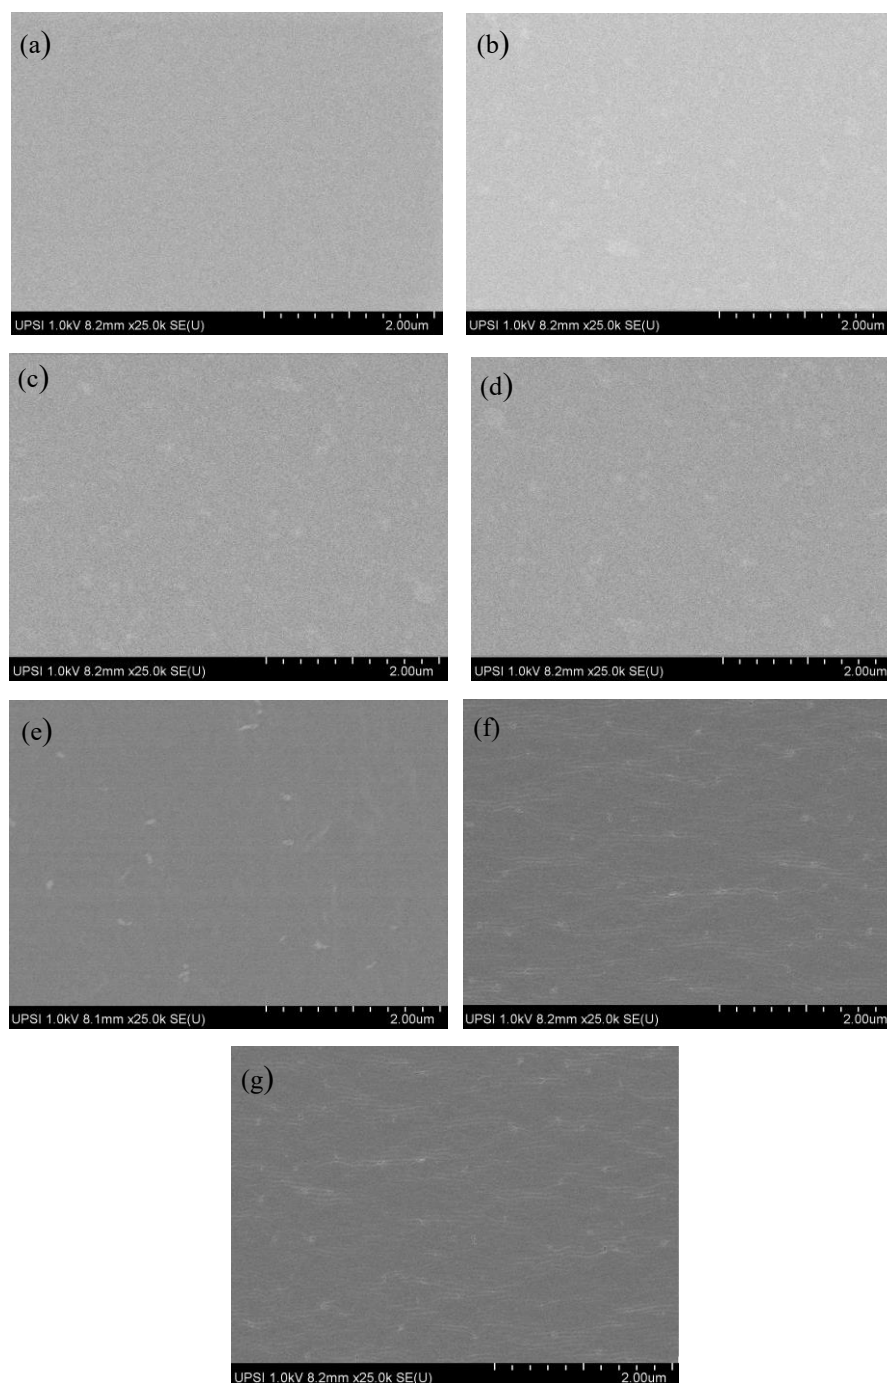 (a)
(b)
UPSI 1.0kV 8.2mm x25.0k SE(U) 2.00um
UPSI 1.0kV 8.2mm x25.0k SE(U) 2.00um
(c)
(d)
UPSI 1.0kV 8.2mm x25.0k SE(U) 2.00um
UPSI 1.0kV 8.2mm x25.0k SE(U) 2.00um
(e)
(f)
UPSI 1.0kV 8.1mm x25.0k SE(U) 2.00um
UPSI 1.0kV 8.2mm x25.0k SE(U) 2.00um
(g)
UPSI 1.0kV 8.2mm x25.0k SE(U) 2.00um